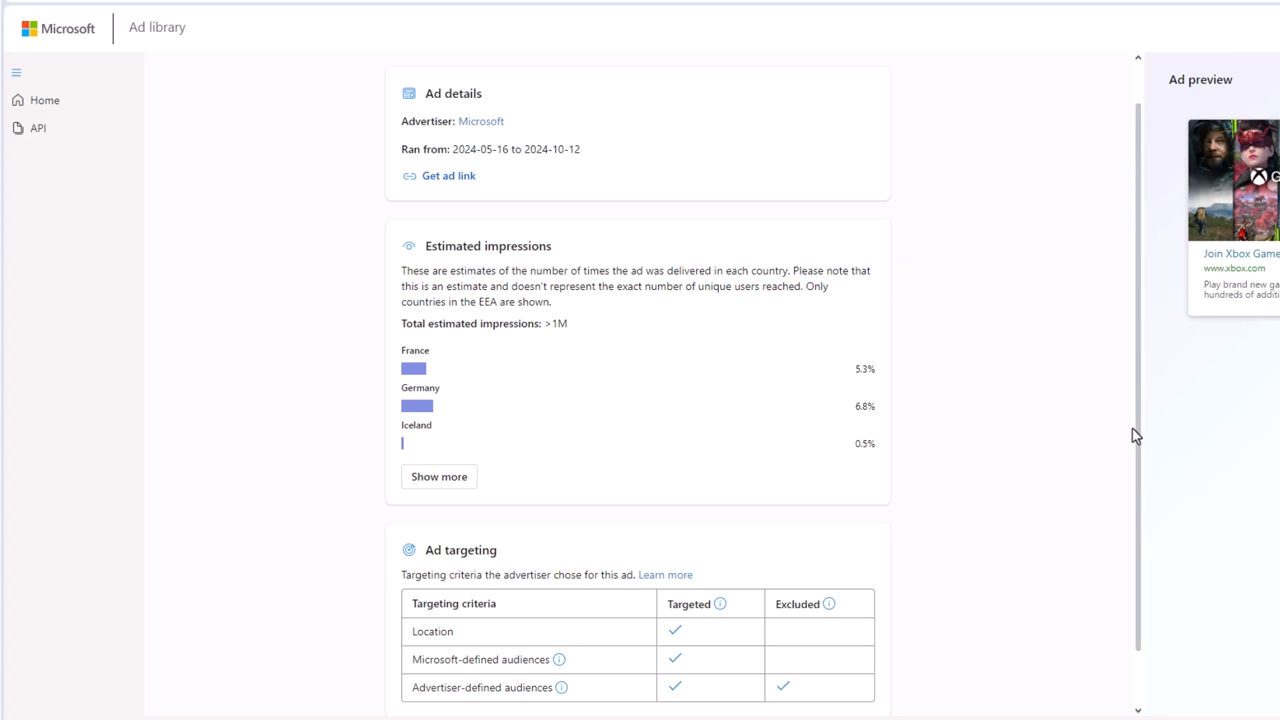 Microsoft
Ad library
Home
API
Ad details
Advertiser: Microsoft
Ran from: 2024-05-16 to 2024-10-12
Get ad link
Estimated impressions
These are estimates of the number of times the ad was delivered in each country. Please note that
this is an estimate and doesn't represent the exact number of unique users reached. Only
countries in the EEA are shown.
Total estimated impressions: >1M
France
5.3%
Germany
6.8%
Iceland
0.5%
Show more
Ad targeting
Targeting criteria the advertiser chose for this ad. Learn more
Targeting criteria Targeted Excluded
Location
Microsoft-defined audiences
Advertiser-defined audiences
Ad preview
G
Join Xbox Game
www.xbox.com
Play brand new ga
hundreds of additi